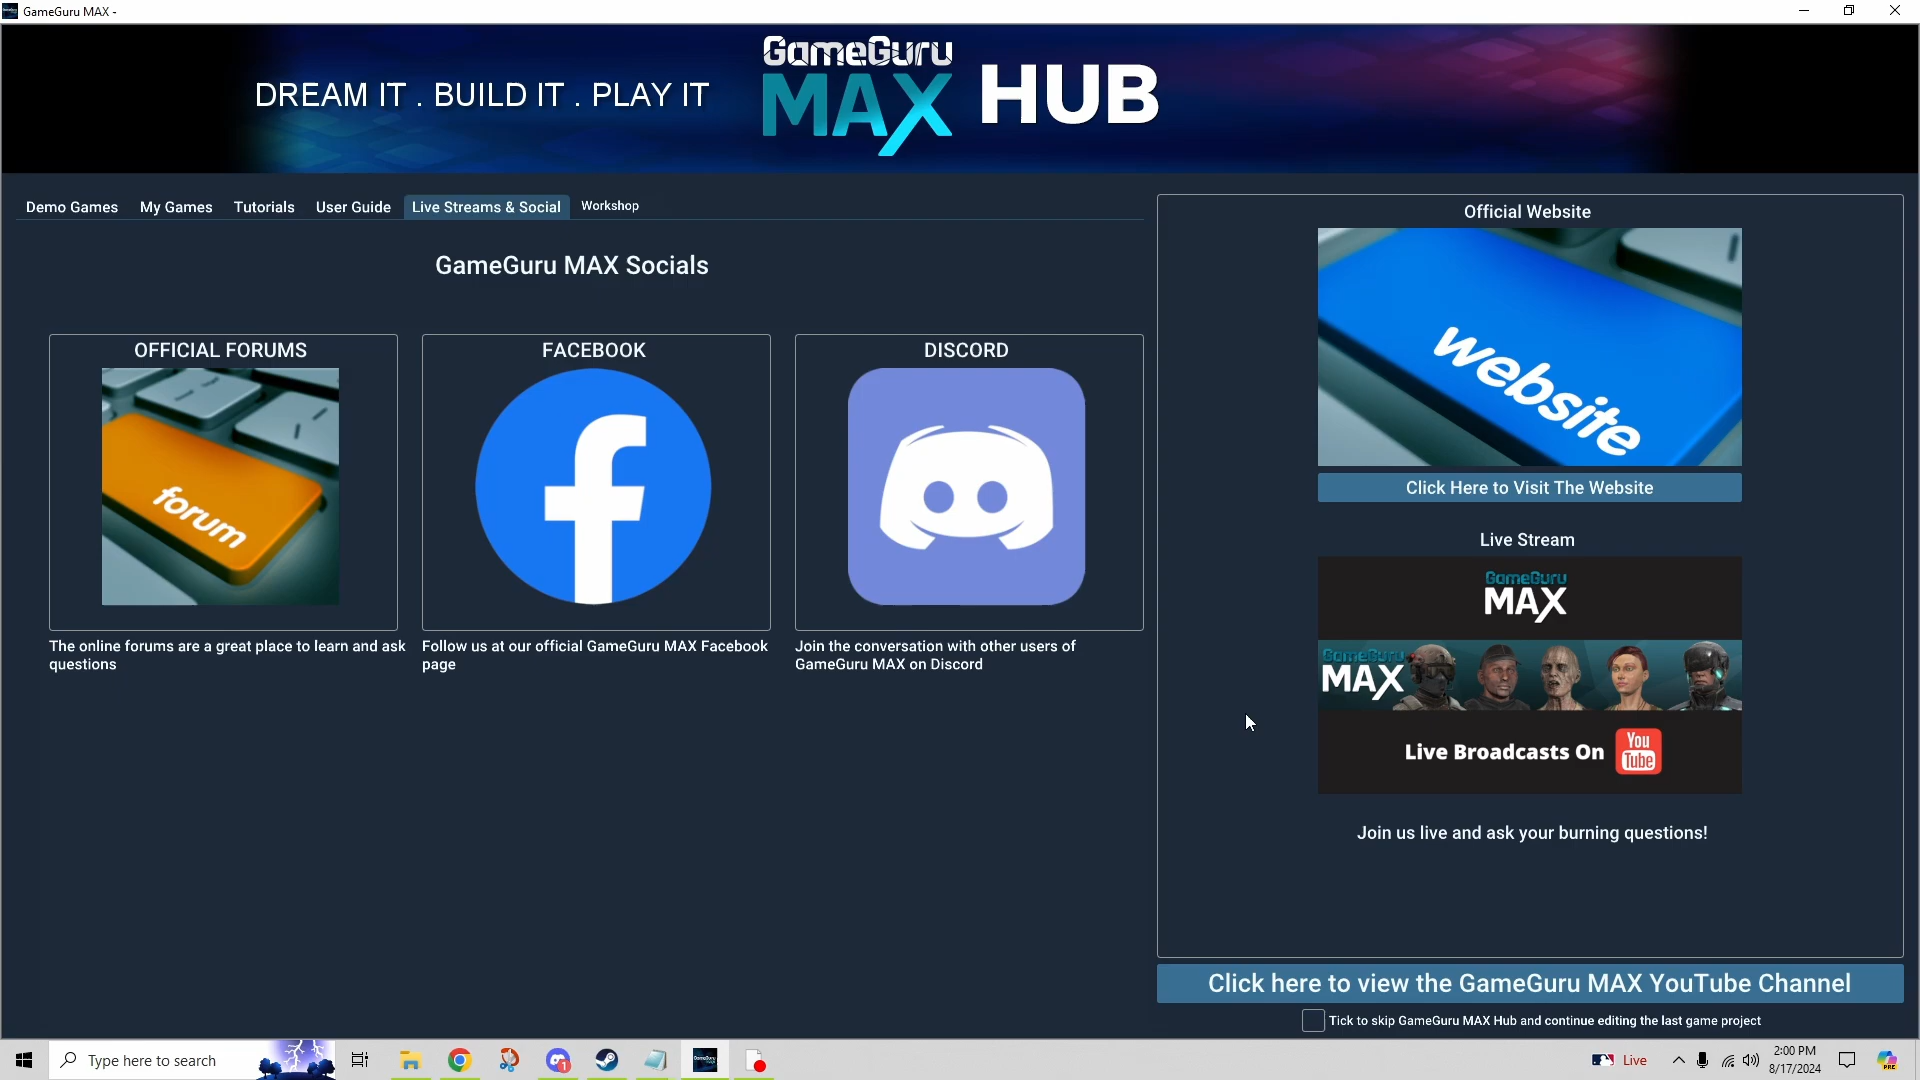 GameGuru MAX -
DREAM IT . BUILD IT . PLAY IT
GameGuru
MAX HUB
Demo Games
My Games
Tutorials
User Guide
Live Streams & Social
Workshop
GameGuru MAX Socials
OFFICIAL FORUMS
forum
The online forums are a great place to learn and ask
questions
FACEBOOK
Follow us at our official GameGuru MAX Facebook
page
DISCORD
Join the conversation with other users of
GameGuru MAX on Discord
Official Website
website
Click Here to Visit The Website
Live Stream
GameGuru
MAX
GameGuru
MAX
Live Broadcasts On You
Tube
Join us live and ask your burning questions!
Click here to view the GameGuru MAX YouTube Channel
Tick to skip GameGuru MAX Hub and continue editing the last game project
Type here to search
1
Live
2:00 PM
8/17/2024
PRE